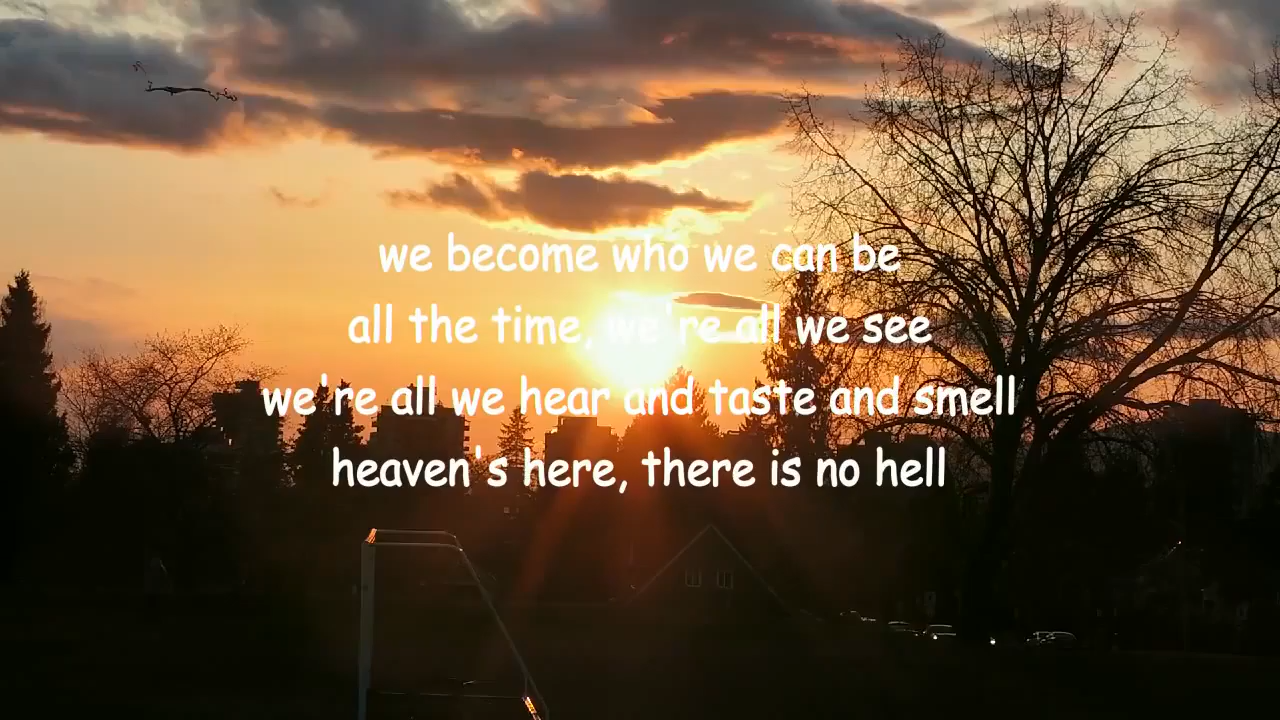 we become who we can be
all the time, we're all we see
we're all we hear and taste and smell
heaven's here, there is no hell